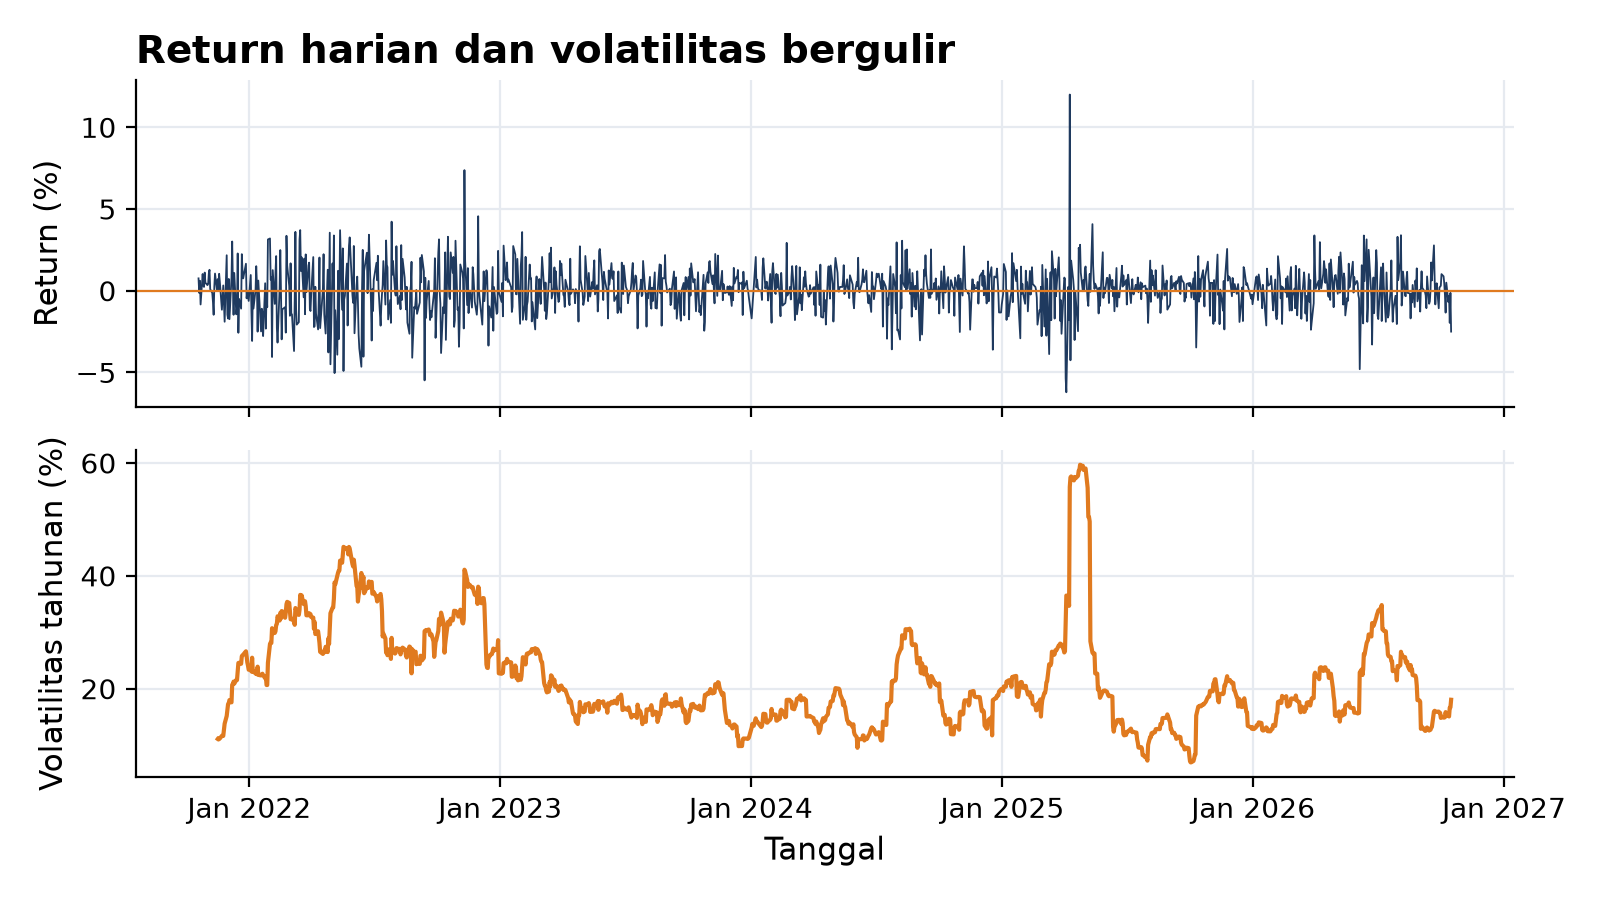 Return harian dan volatilitas bergulir
Return (%)
10
5
0
−5
Volatilitas tahunan (%)
60
40
20
Jan 2022
Jan 2023
Jan 2024
Jan 2025
Jan 2026
Jan 2027
Tanggal